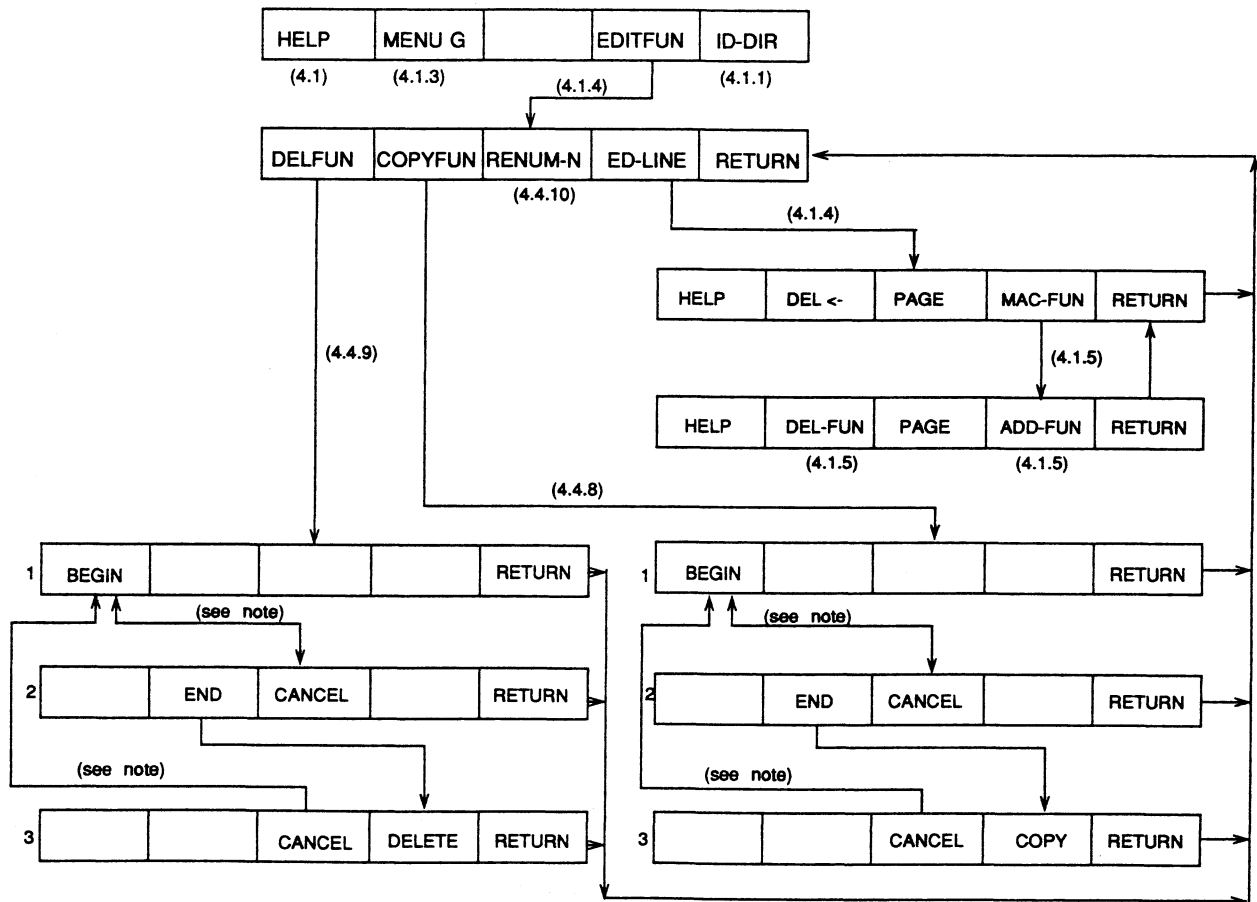 HELP MENU G EDITFUN ID-DIR
(4.1) (4.1.3) (4.1.4) (4.1.1)
DELFUN COPYFUN RENUM-N ED-LINE RETURN
(4.4.10)
(4.1.4)
HELP DEL <- PAGE MAC-FUN RETURN
(4.4.9)
(4.1.5)
HELP DEL-FUN PAGE ADD-FUN RETURN
(4.1.5) (4.1.5)
(4.4.8)
1 BEGIN RETURN
(see note)
2 END CANCEL RETURN
(see note)
3 CANCEL DELETE RETURN
1 BEGIN RETURN
(see note)
2 END CANCEL RETURN
(see note)
3 CANCEL COPY RETURN